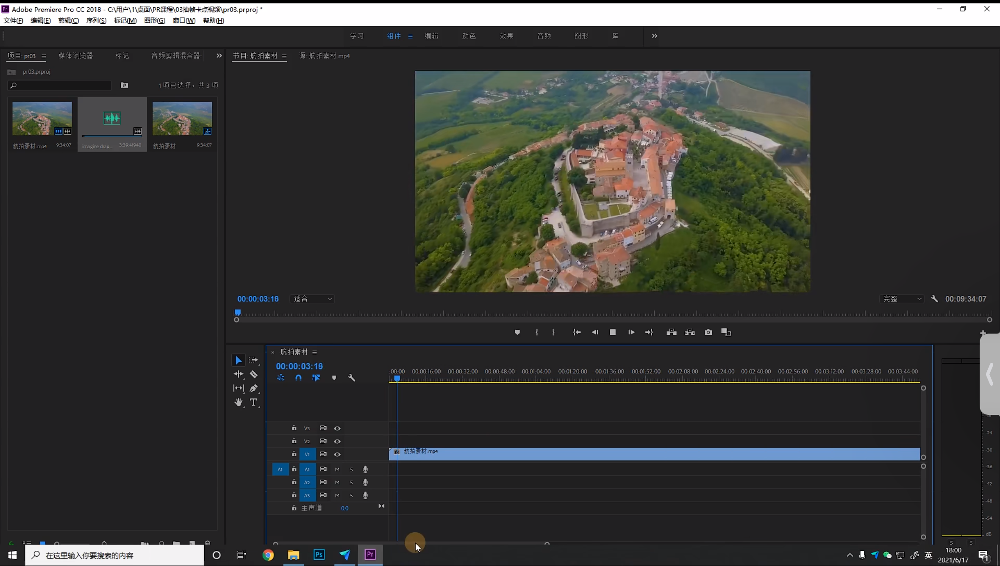 Adobe Premiere Pro CC 2018 - C:\用户\1\桌面\PR课程\03抽帧卡点视频\pr03.prproj *
文件(F) 编辑(E) 剪辑(C) 序列(S) 标记(M) 图形(G) 窗口(W) 帮助(H)
学习 组件 编辑 颜色 效果 音频 图形 库
项目: pr03 媒体浏览器 标记 音频剪辑混合器:
节目: 航拍素材 源: 航拍素材.mp4
pr03.prproj
1项已选择，共 3 项
航拍素材.mp4 9:34:07
imagine drag... 3:39:41940
航拍素材 9:34:07
00:00:03:16 适合 完整 00:09:34:07
航拍素材
00:00:03:19
:00:00 00:00:16:00 00:00:32:00 00:00:48:00 00:01:04:00 00:01:20:00 00:01:36:00 00:01:52:00 00:02:08:00 00:02:24:00 00:02:40:00 00:02:56:00 00:03:12:00 00:03:28:00 00:03:44:00
V3
V2
V1 fx 航拍素材.mp4
A1 A1 M S
A2 M S
A3 M S
主声道 0.0
-18
-24
-30
-36
-42
-48
-54
dB
S S
在这里输入你要搜索的内容
Ps
Pr
英
18:00
2021/6/17
1